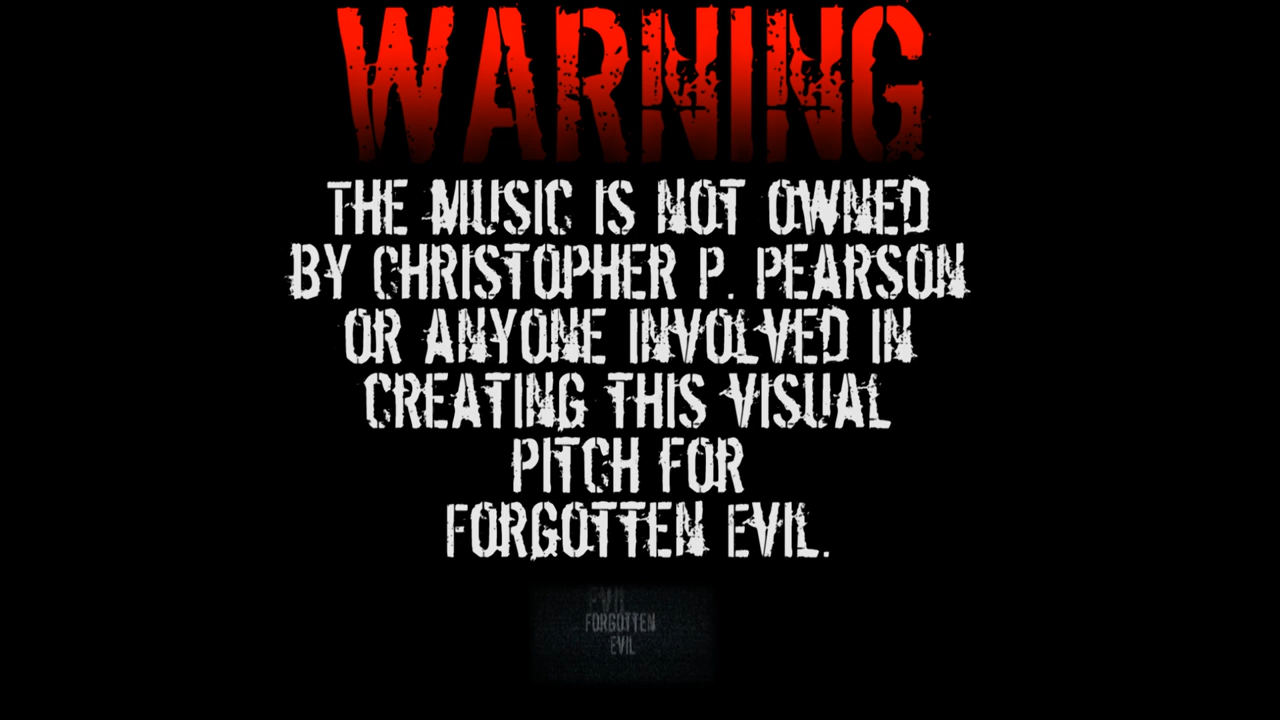 WARNING
THE MUSIC IS NOT OWNED
BY CHRISTOPHER P. PEARSON
OR ANYONE INVOLVED IN
CREATING THIS VISUAL
PITCH FOR
FORGOTTEN EVIL.
EVIL
FORGOTTEN
EVIL